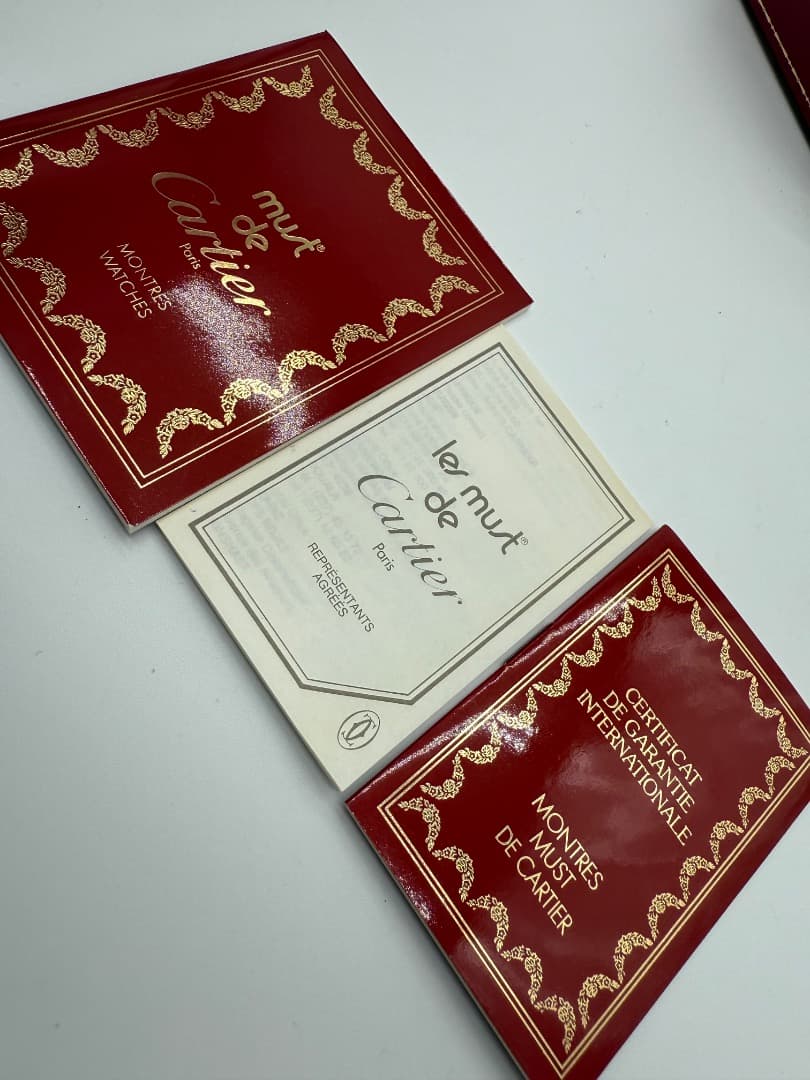 must®
de
Cartier
Paris
MONTRES
WATCHES
les must®
de
Cartier
Paris
REPRÉSENTANTS
AGRÉÉS
CERTIFICAT
DE GARANTIE
INTERNATIONALE
MONTRES
MUST
DE CARTIER